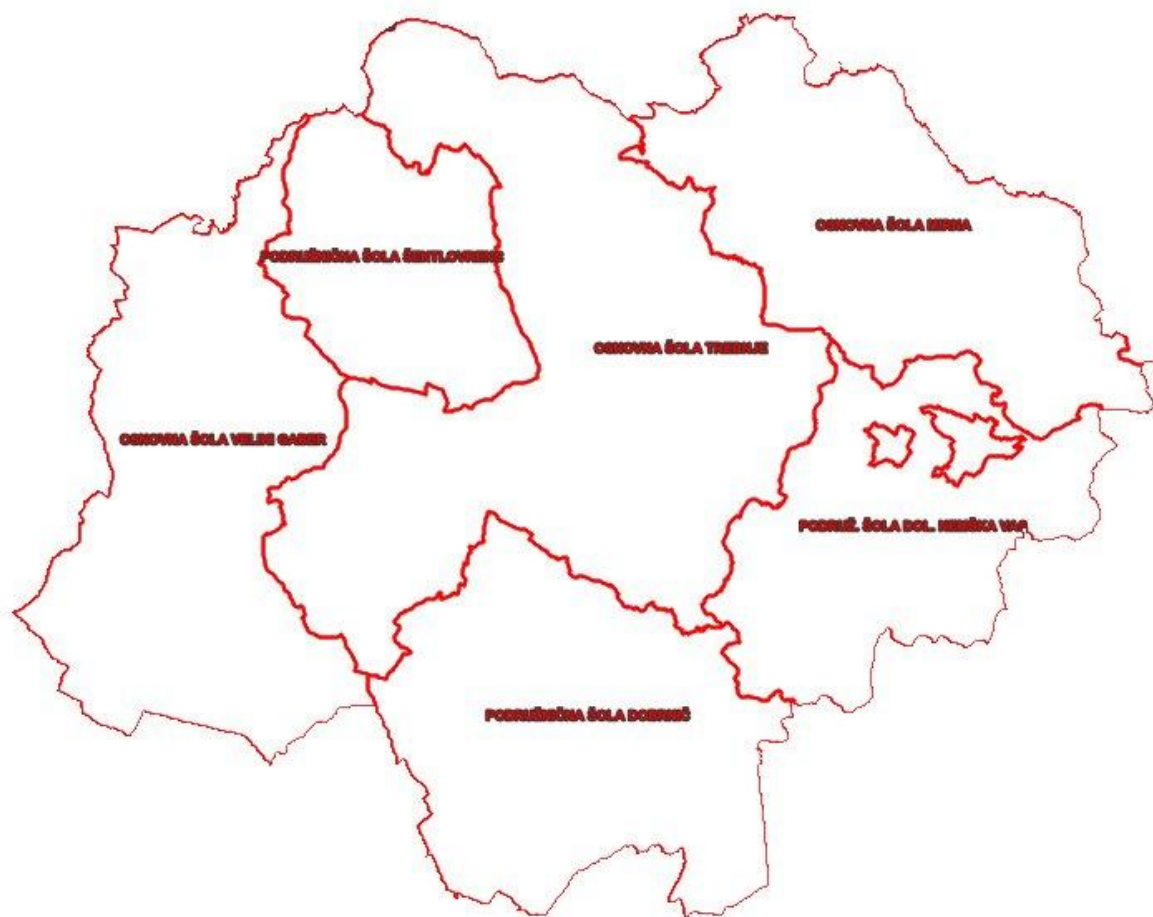 OSNOVNA ŠOLA MIRNA
PODRUŽNIČNA ŠOLA ŠENTLOVRENC
OSNOVNA ŠOLA TREBNJE
OSNOVNA ŠOLA VELIKI GABER
PODRUŽ. ŠOLA DOL. NEMŠKA VAS
PODRUŽNIČNA ŠOLA DOBRNIČ